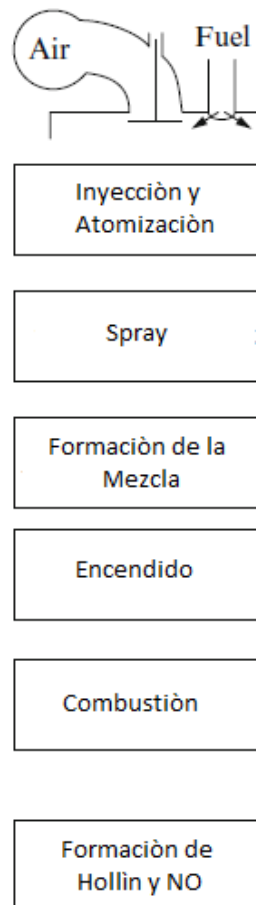 Air
Fuel
Inyecciòn y
Atomizaciòn
Spray
Formaciòn de la
Mezcla
Encendido
Combustiòn
Formaciòn de
Hollìn y NO